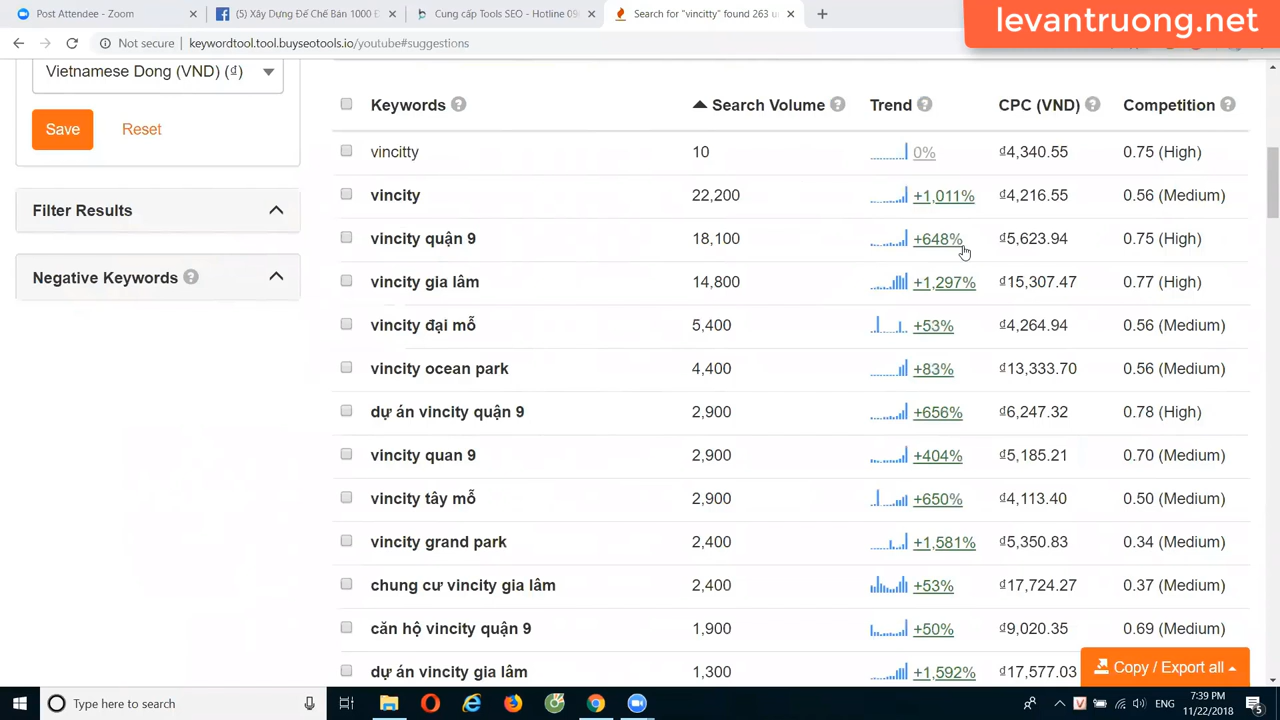 Post Attendee - Zoom
(5) Xây Dựng Đế Chế Bán 1000 Đ
Cung cấp Tools SEO - Hotline 09
Search for "vincitty" found 263 u
levantruong.net
Not secure | keywordtool.tool.buyseotools.io/youtube#suggestions
Vietnamese Dong (VND) (₫)
Save Reset
Filter Results
Negative Keywords
Keywords Search Volume Trend CPC (VND) Competition
vincitty 10 0% ₫4,340.55 0.75 (High)
vincity 22,200 +1,011% ₫4,216.55 0.56 (Medium)
vincity quận 9 18,100 +648% ₫5,623.94 0.75 (High)
vincity gia lâm 14,800 +1,297% ₫15,307.47 0.77 (High)
vincity đại mỗ 5,400 +53% ₫4,264.94 0.56 (Medium)
vincity ocean park 4,400 +83% ₫13,333.70 0.56 (Medium)
dự án vincity quận 9 2,900 +656% ₫6,247.32 0.78 (High)
vincity quan 9 2,900 +404% ₫5,185.21 0.70 (Medium)
vincity tây mỗ 2,900 +650% ₫4,113.40 0.50 (Medium)
vincity grand park 2,400 +1,581% ₫5,350.83 0.34 (Medium)
chung cư vincity gia lâm 2,400 +53% ₫17,724.27 0.37 (Medium)
căn hộ vincity quận 9 1,900 +50% ₫9,020.35 0.69 (Medium)
dự án vincity gia lâm 1,300 +1,592% ₫17,577.03
Copy / Export all
Type here to search
ENG
7:39 PM
11/22/2018
5